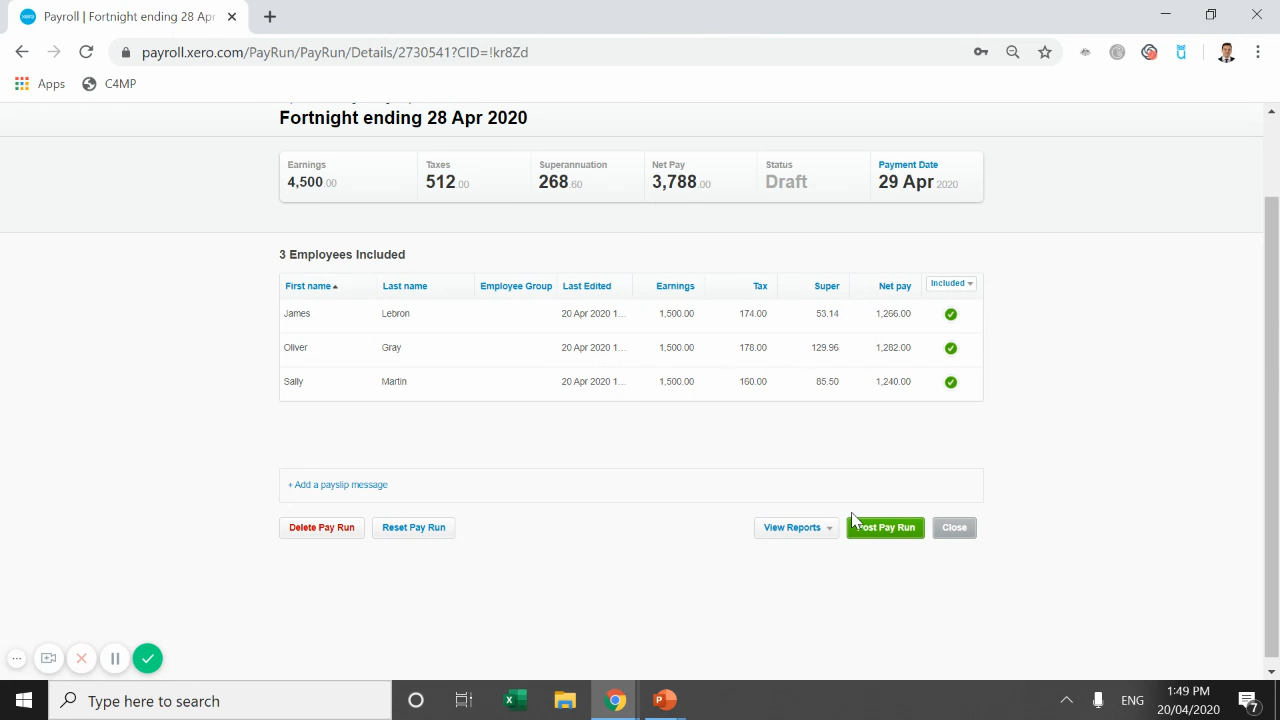 Payroll | Fortnight ending 28 Apr
payroll.xero.com/PayRun/PayRun/Details/2730541?CID=!kr8Zd
Apps C4MP
Fortnight ending 28 Apr 2020
Earnings Taxes Superannuation Net Pay Status Payment Date
4,500.00 512.00 268.60 3,788.00 Draft 29 Apr 2020
3 Employees Included
First name Last name Employee Group Last Edited Earnings Tax Super Net pay Included
James Lebron 20 Apr 2020 1... 1,500.00 174.00 53.14 1,266.00
Oliver Gray 20 Apr 2020 1... 1,500.00 178.00 129.96 1,282.00
Sally Martin 20 Apr 2020 1... 1,500.00 160.00 85.50 1,240.00
+ Add a payslip message
Delete Pay Run Reset Pay Run View Reports Post Pay Run Close
Type here to search
ENG
1:49 PM
20/04/2020
7